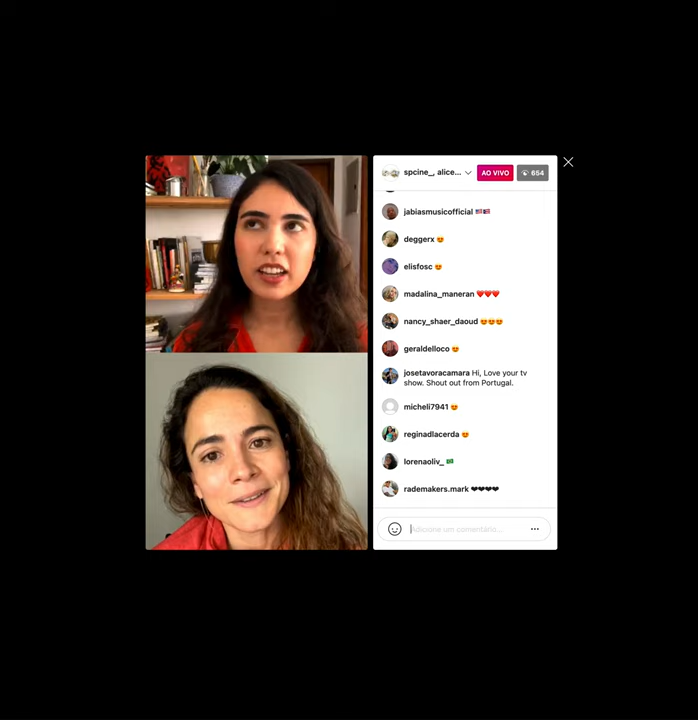 spcine_, alice...
AO VIVO
654
jabiasmusicofficial 🇺🇸🇵🇷
deggerx 😍
elisfosc 😍
madalina_maneran ❤️❤️❤️
nancy_shaer_daoud 😍😍😍
geraldelloco 😍
josetavoracamara Hi, Love your tv
show. Shout out from Portugal.
micheli7941 😍
reginadlacerda 😍
lorenaoliv_ 🇧🇷
rademakers.mark ❤❤❤❤
Adicione um comentário...